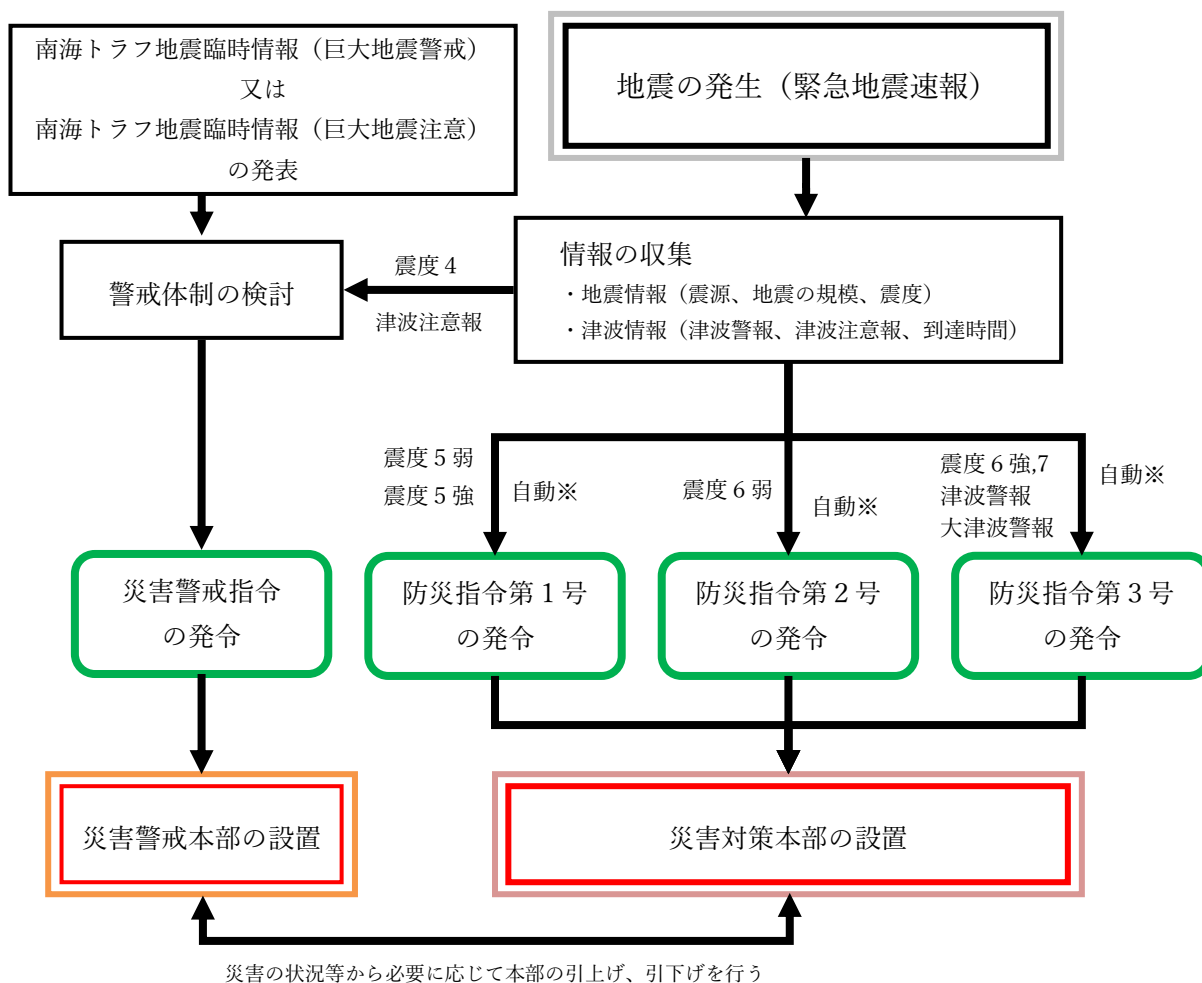 南海トラフ地震臨時情報（巨大地震警戒）
又は
南海トラフ地震臨時情報（巨大地震注意）
の発表
地震の発生（緊急地震速報）
警戒体制の検討
震度４
津波注意報
情報の収集
・地震情報（震源、地震の規模、震度）
・津波情報（津波警報、津波注意報、到達時間）
震度５弱
震度５強
自動※
震度６弱
自動※
震度６強,7
津波警報
大津波警報
自動※
災害警戒指令
の発令
防災指令第１号
の発令
防災指令第２号
の発令
防災指令第３号
の発令
災害警戒本部の設置
災害対策本部の設置
災害の状況等から必要に応じて本部の引上げ、引下げを行う